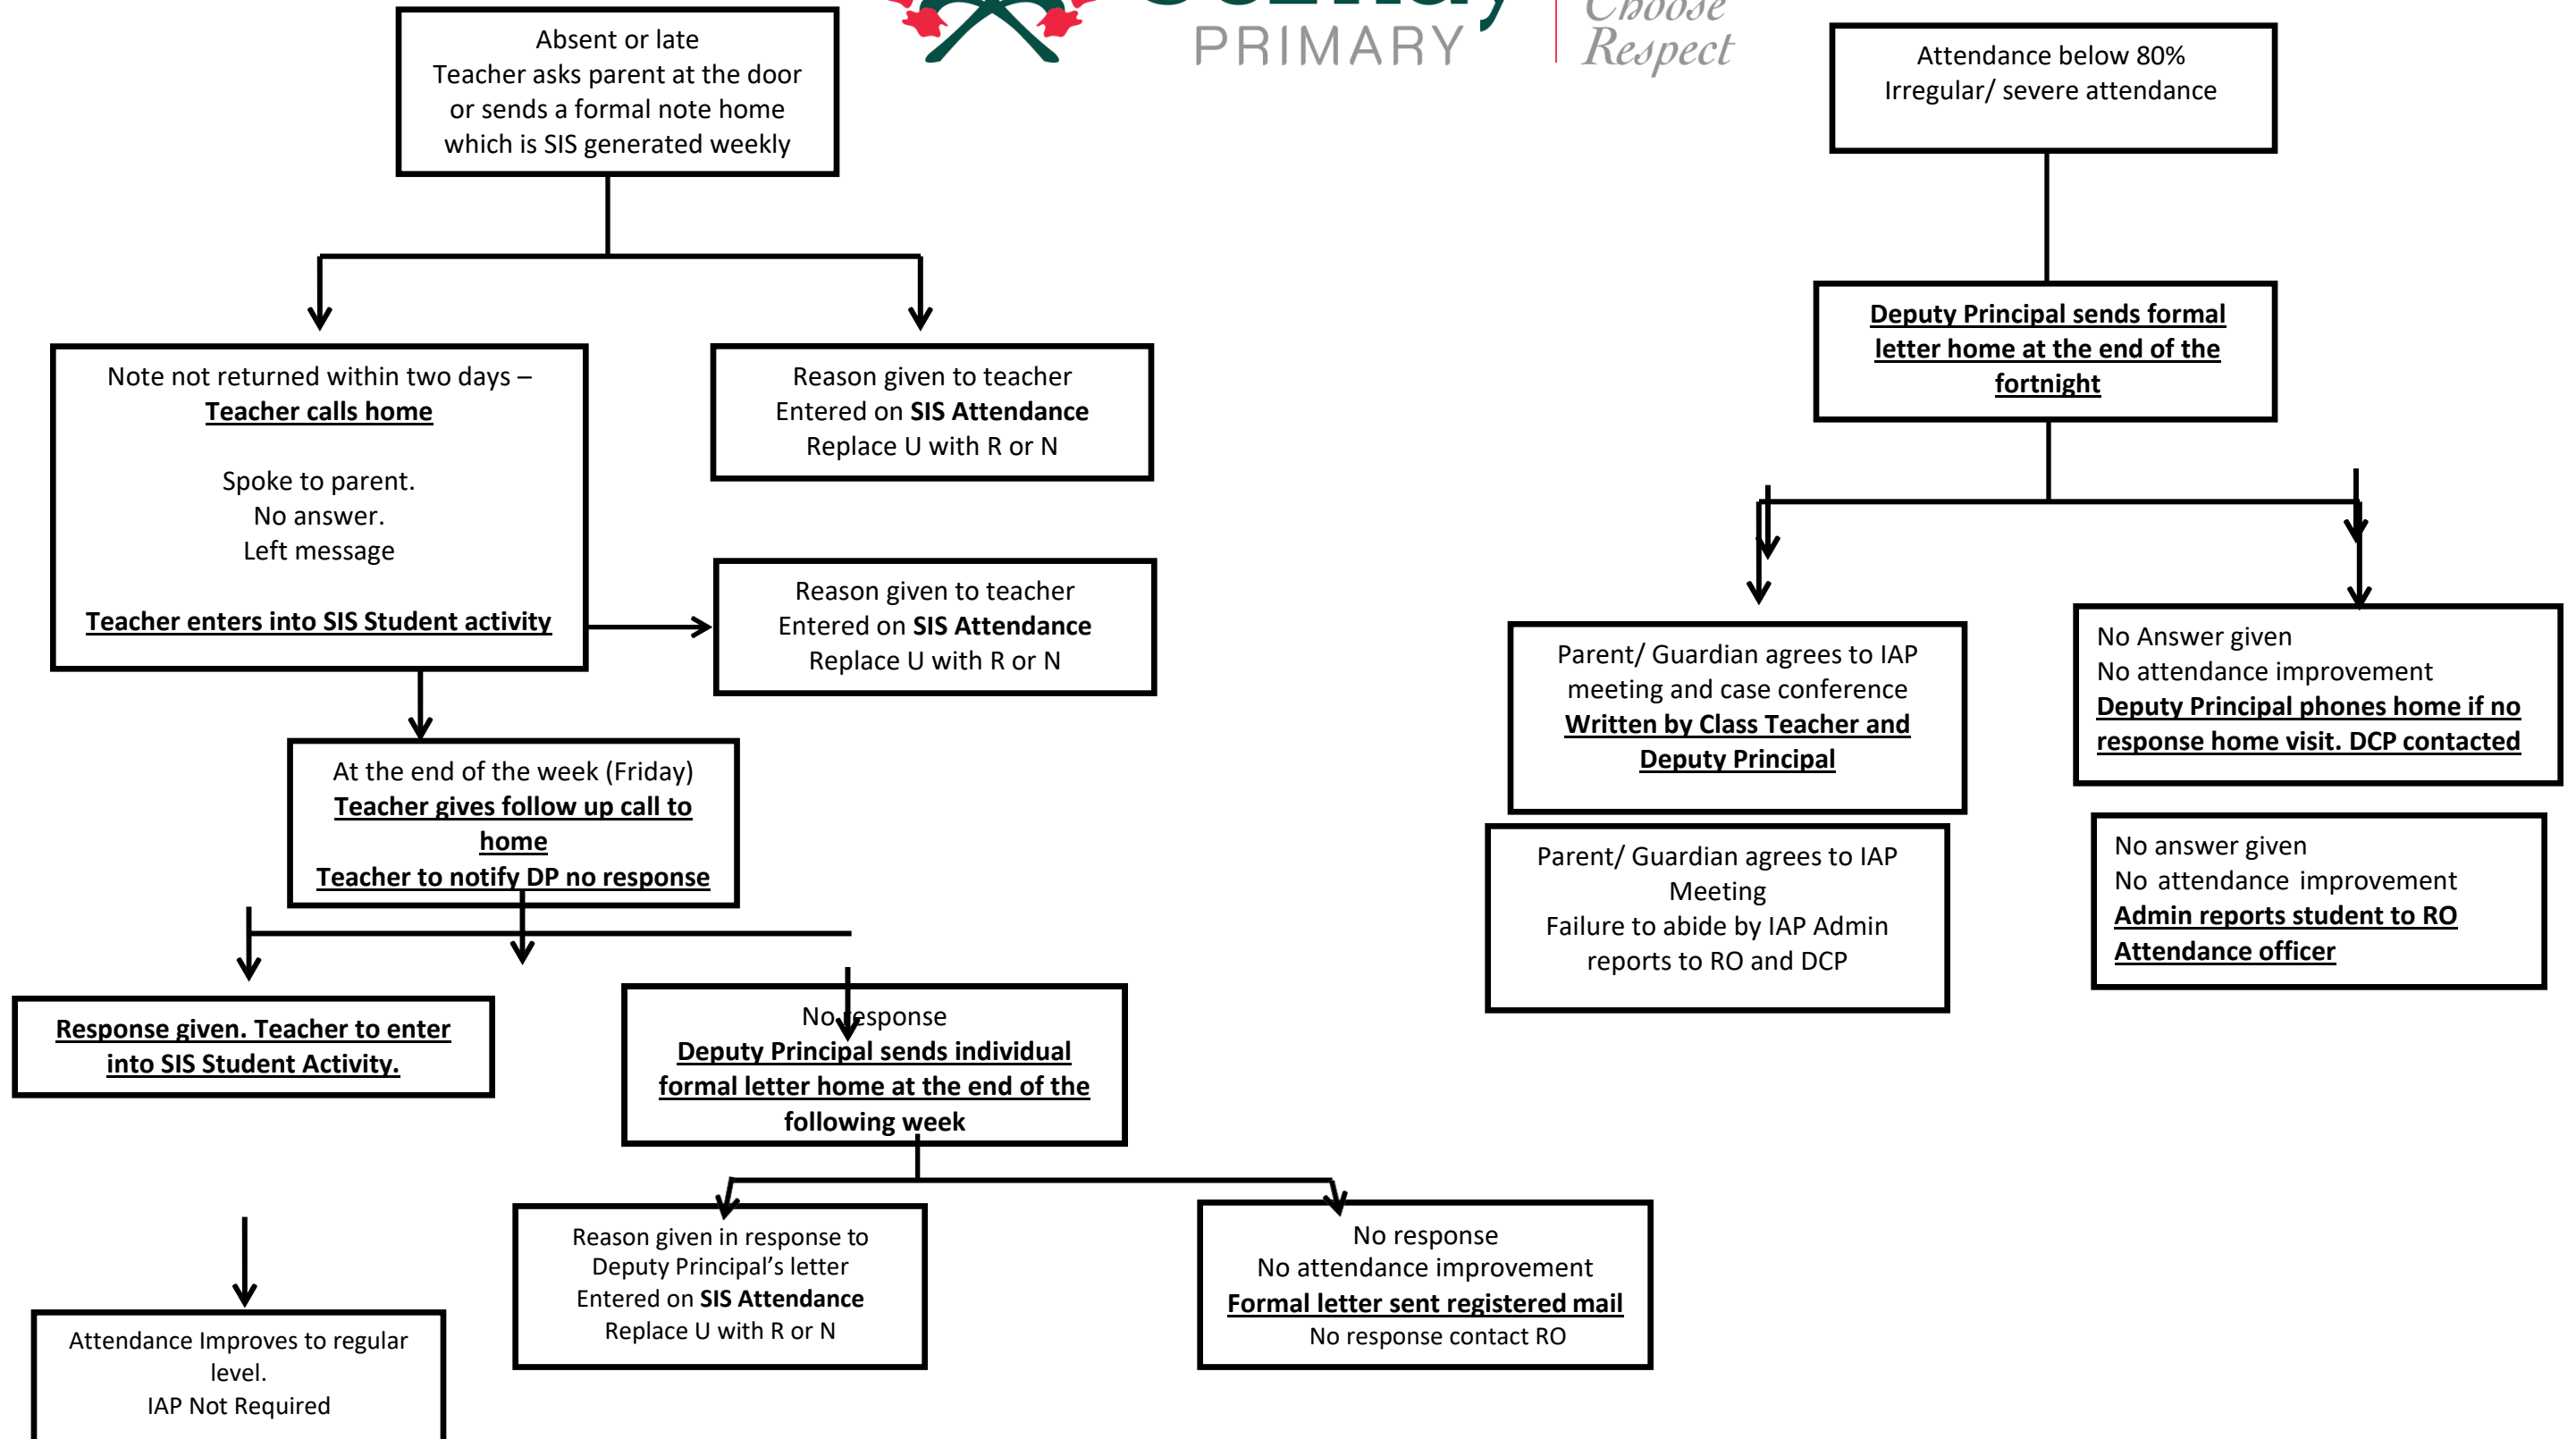 PRIMARY
Choose
Respect
Absent or late
Teacher asks parent at the door
or sends a formal note home
which is SIS generated weekly
Note not returned within two days –
Teacher calls home
Spoke to parent.
No answer.
Left message
Teacher enters into SIS Student activity
Reason given to teacher
Entered on SIS Attendance
Replace U with R or N
Reason given to teacher
Entered on SIS Attendance
Replace U with R or N
At the end of the week (Friday)
Teacher gives follow up call to
home
Teacher to notify DP no response
Response given. Teacher to enter
into SIS Student Activity.
No response
Deputy Principal sends individual
formal letter home at the end of the
following week
Attendance Improves to regular
level.
IAP Not Required
Reason given in response to
Deputy Principal’s letter
Entered on SIS Attendance
Replace U with R or N
No response
No attendance improvement
Formal letter sent registered mail
No response contact RO
Attendance below 80%
Irregular/ severe attendance
Deputy Principal sends formal
letter home at the end of the
fortnight
Parent/ Guardian agrees to IAP
meeting and case conference
Written by Class Teacher and
Deputy Principal
Parent/ Guardian agrees to IAP
Meeting
Failure to abide by IAP Admin
reports to RO and DCP
No Answer given
No attendance improvement
Deputy Principal phones home if no
response home visit. DCP contacted
No answer given
No attendance improvement
Admin reports student to RO
Attendance officer